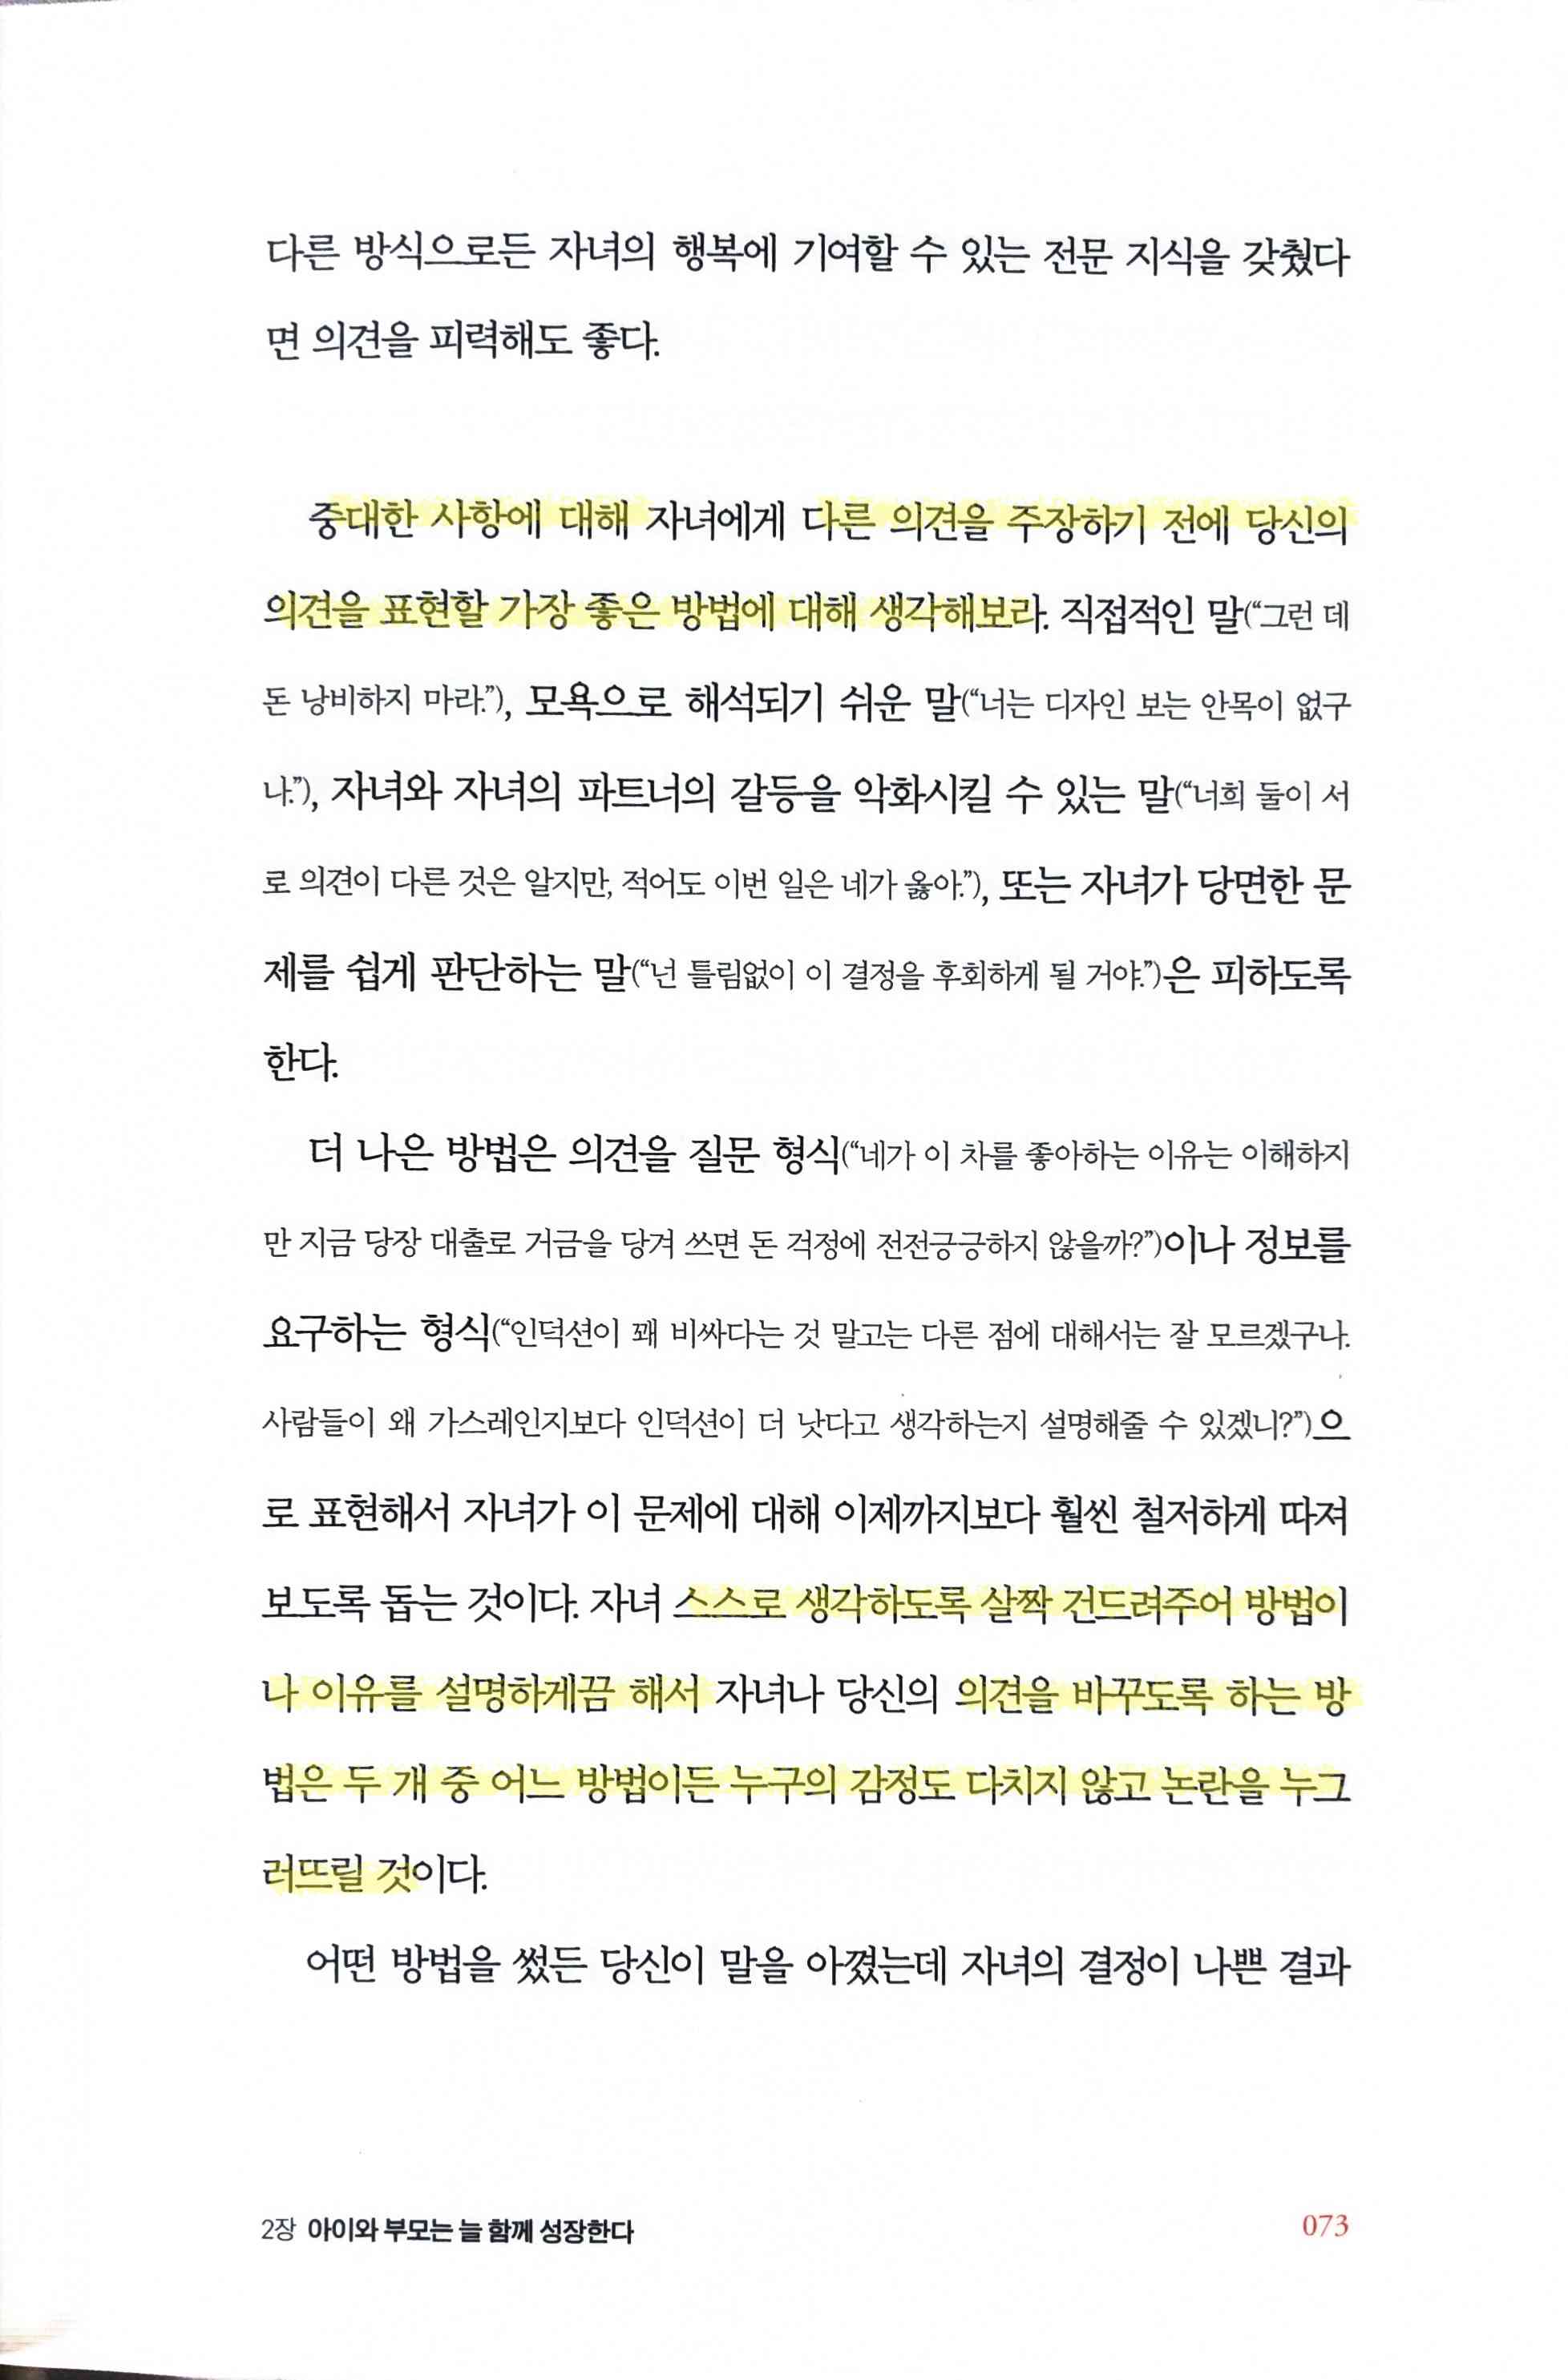 다른 방식으로든 자녀의 행복에 기여할 수 있는 전문 지식을 갖췄다
면 의견을 피력해도 좋다.
중대한 사항에 대해 자녀에게 다른 의견을 주장하기 전에 당신의
의견을 표현할 가장 좋은 방법에 대해 생각해보라. 직접적인 말(“그런 데
돈 낭비하지 마라.”), 모욕으로 해석되기 쉬운 말(“너는 디자인 보는 안목이 없구
나.”), 자녀와 자녀의 파트너의 갈등을 악화시킬 수 있는 말(“너희 둘이 서
로 의견이 다른 것은 알지만, 적어도 이번 일은 네가 옳아.”), 또는 자녀가 당면한 문
제를 쉽게 판단하는 말(“넌 틀림없이 이 결정을 후회하게 될 거야.”)은 피하도록
한다.
더 나은 방법은 의견을 질문 형식(“네가 이 차를 좋아하는 이유는 이해하지
만 지금 당장 대출로 거금을 당겨 쓰면 돈 걱정에 전전긍긍하지 않을까?”)이나 정보를
요구하는 형식(“인덕션이 꽤 비싸다는 것 말고는 다른 점에 대해서는 잘 모르겠구나.
사람들이 왜 가스레인지보다 인덕션이 더 낫다고 생각하는지 설명해줄 수 있겠니?”)으
로 표현해서 자녀가 이 문제에 대해 이제까지보다 훨씬 철저하게 따져
보도록 돕는 것이다. 자녀 스스로 생각하도록 살짝 건드려주어 방법이
나 이유를 설명하게끔 해서 자녀나 당신의 의견을 바꾸도록 하는 방
법은 두 개 중 어느 방법이든 누구의 감정도 다치지 않고 논란을 누그
러뜨릴 것이다.
어떤 방법을 썼든 당신이 말을 아꼈는데 자녀의 결정이 나쁜 결과
2장 아이와 부모는 늘 함께 성장한다
073